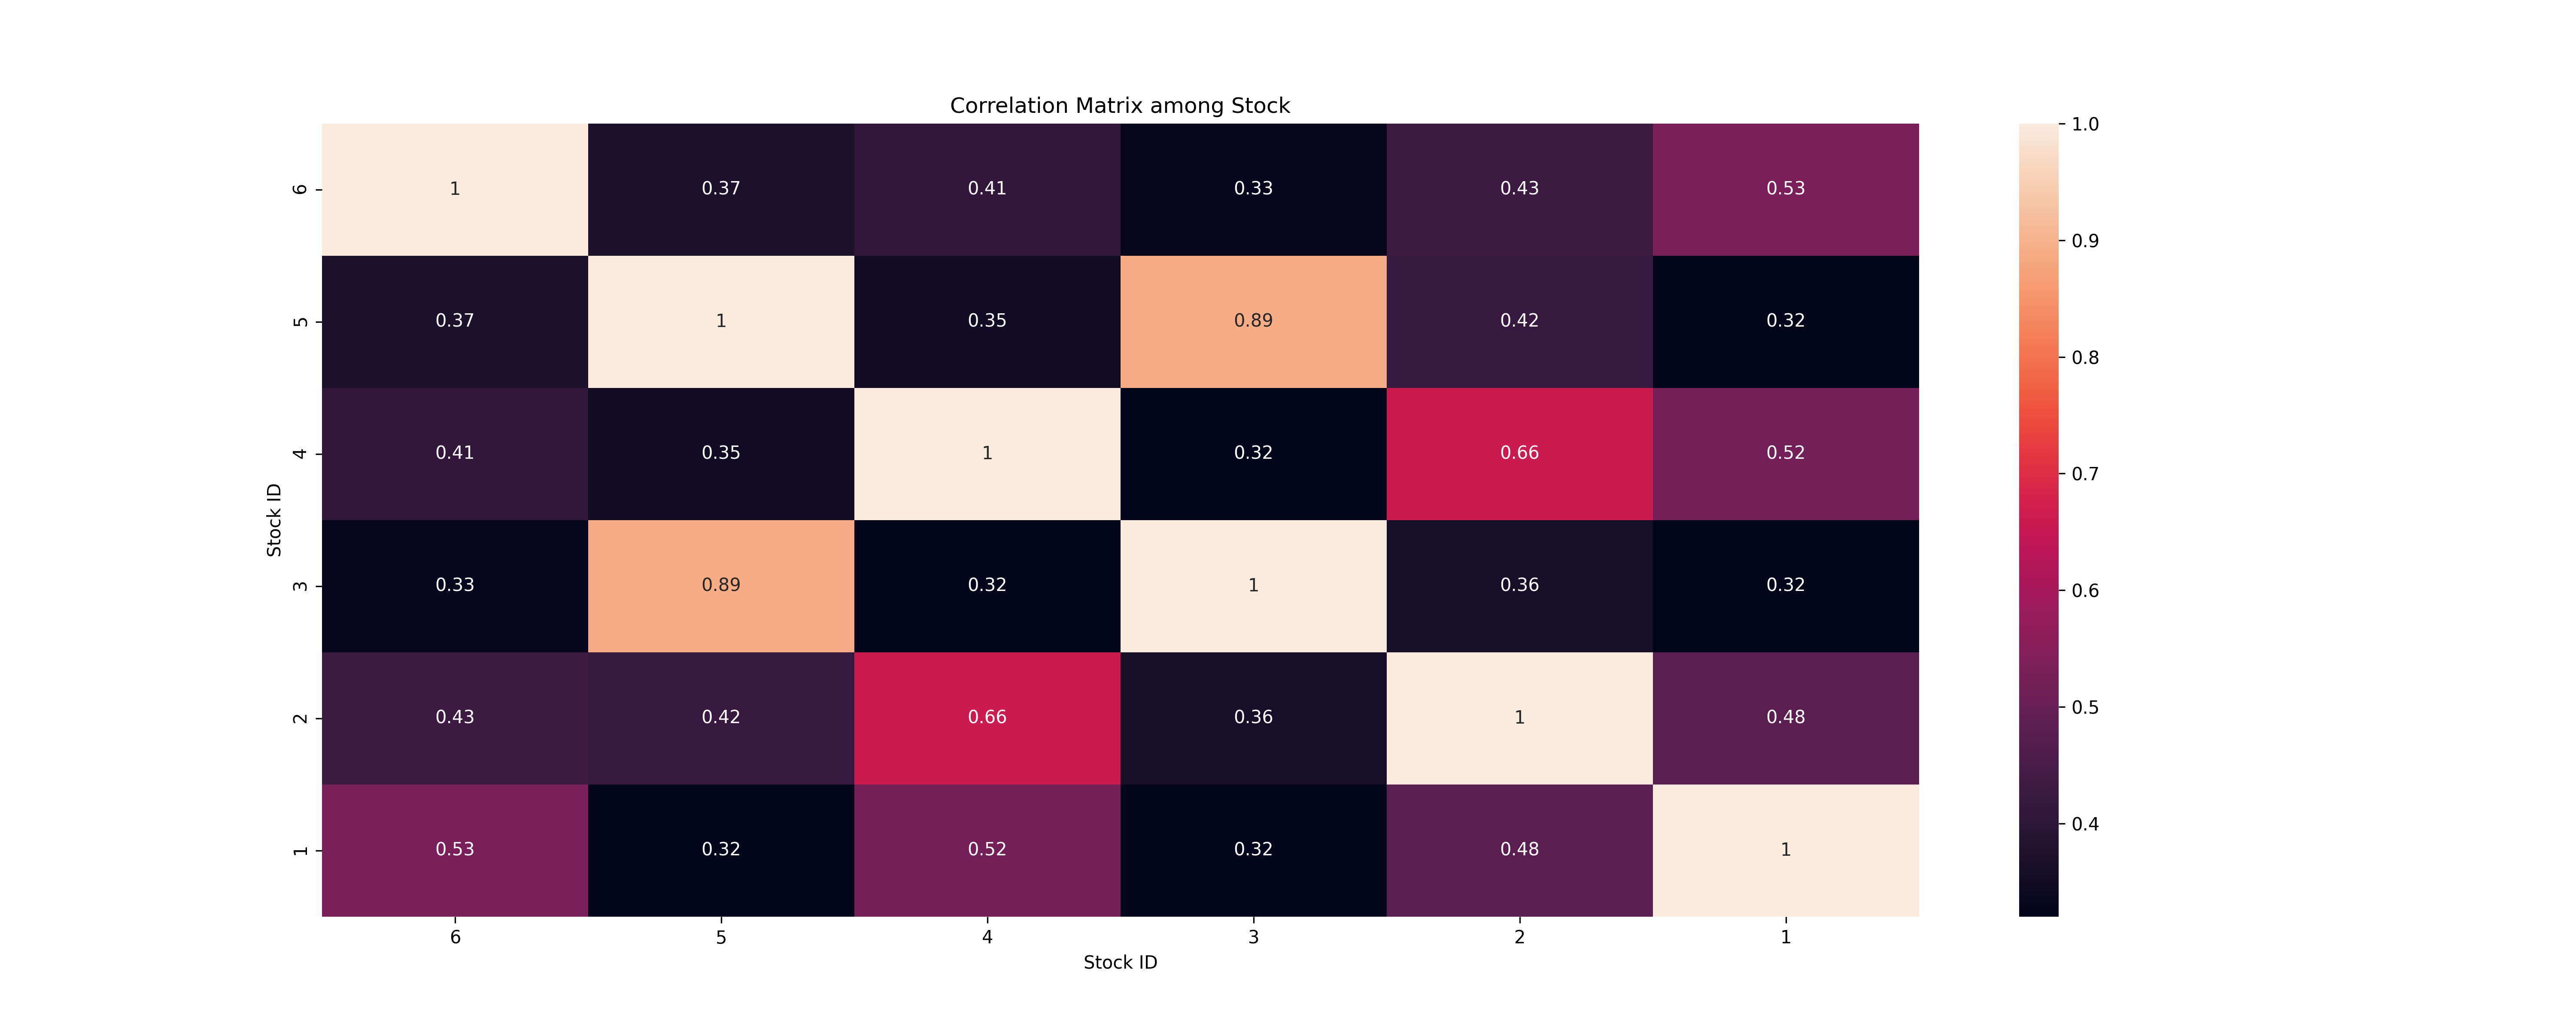 Correlation Matrix among Stock
6 1 0.37 0.41 0.33 0.43 0.53
5 0.37 1 0.35 0.89 0.42 0.32
4 0.41 0.35 1 0.32 0.66 0.52
3 0.33 0.89 0.32 1 0.36 0.32
2 0.43 0.42 0.66 0.36 1 0.48
1 0.53 0.32 0.52 0.32 0.48 1
Stock ID
6 5 4 3 2 1
Stock ID
1.0
0.9
0.8
0.7
0.6
0.5
0.4